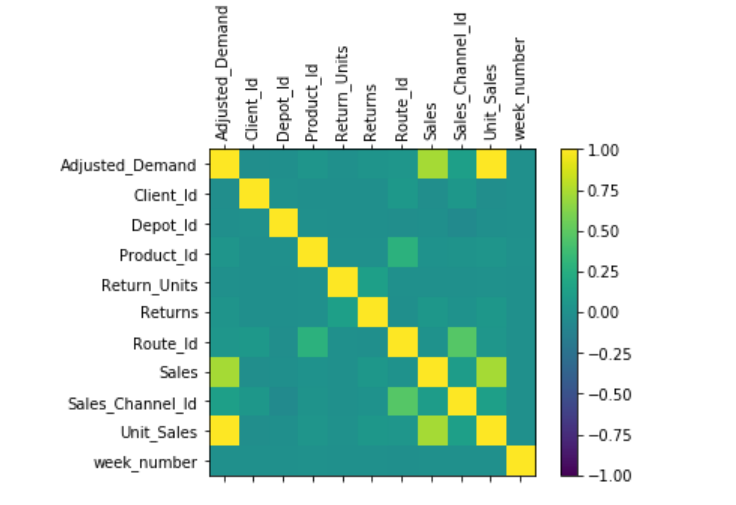 Adjusted_Demand
Client_Id
Depot_Id
Product_Id
Return_Units
Returns
Route_Id
Sales
Sales_Channel_Id
Unit_Sales
week_number
Adjusted_Demand
Client_Id
Depot_Id
Product_Id
Return_Units
Returns
Route_Id
Sales
Sales_Channel_Id
Unit_Sales
week_number
1.00
0.75
0.50
0.25
0.00
−0.25
−0.50
−0.75
−1.00